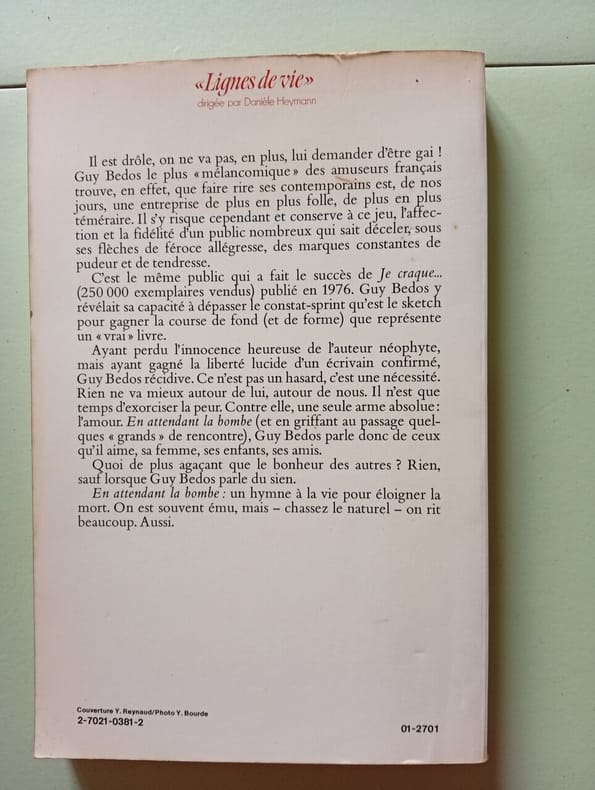 «Lignes de vie»
dirigée par Danièle Heymann
Il est drôle, on ne va pas, en plus, lui demander d'être gai !
Guy Bedos le plus «mélancomique» des amuseurs français
trouve, en effet, que faire rire ses contemporains est, de nos
jours, une entreprise de plus en plus folle, de plus en plus
téméraire. Il s'y risque cependant et conserve à ce jeu, l'affec-
tion et la fidélité d'un public nombreux qui sait déceler, sous
ses flèches de féroce allégresse, des marques constantes de
pudeur et de tendresse.
C'est le même public qui a fait le succès de Je craque...
(250 000 exemplaires vendus) publié en 1976. Guy Bedos y
révélait sa capacité à dépasser le constat-sprint qu'est le sketch
pour gagner la course de fond (et de forme) que représente
un «vrai» livre.
Ayant perdu l'innocence heureuse de l'auteur néophyte,
mais ayant gagné la liberté lucide d'un écrivain confirmé,
Guy Bedos récidive. Ce n'est pas un hasard, c'est une nécessité.
Rien ne va mieux autour de lui, autour de nous. Il n'est que
temps d'exorciser la peur. Contre elle, une seule arme absolue :
l'amour. En attendant la bombe (et en griffant au passage quel-
ques « grands » de rencontre), Guy Bedos parle donc de ceux
qu'il aime, sa femme, ses enfants, ses amis.
Quoi de plus agaçant que le bonheur des autres ? Rien,
sauf lorsque Guy Bedos parle du sien.
En attendant la bombe : un hymne à la vie pour éloigner la
mort. On est souvent ému, mais – chassez le naturel – on rit
beaucoup. Aussi.
Couverture Y. Raynaud/Photo Y. Bourde
2-7021-0381-2
01-2701